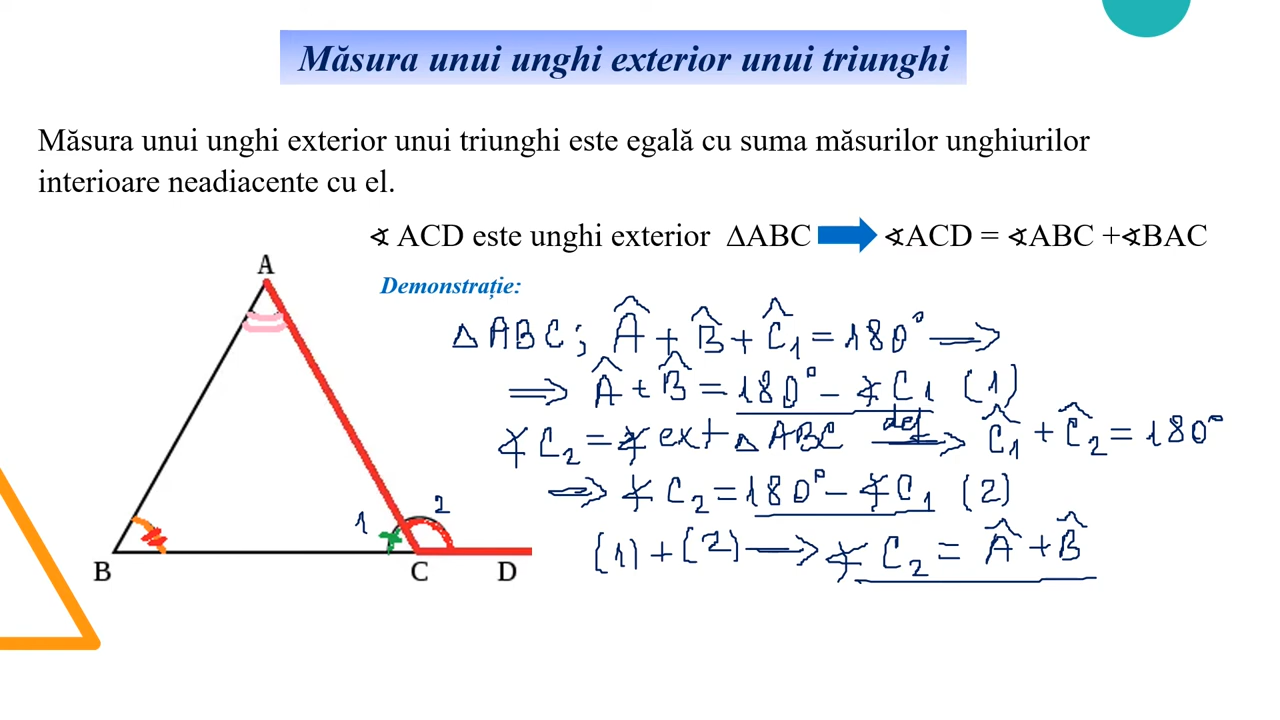 Măsura unui unghi exterior unui triunghi
Măsura unui unghi exterior unui triunghi este egală cu suma măsurilor unghiurilor
interioare neadiacente cu el.
∢ ACD este unghi exterior ΔABC ➡ ∢ACD = ∢ABC +∢BAC
Demonstrație:
△ ABC; Â + B̂ + Ĉ₁ = 180° ⟹
⟹ Â + B̂ = 180° - ∢C₁ (1)
∢C₂ = ∢ ext △ ABC def⟹ Ĉ₁ + Ĉ₂ = 180°
⟹ ∢ C₂ = 180° - ∢C₁ (2)
(1) + (2) ⟹ ∢ C₂ = Â + B̂
A
1 2
B C D